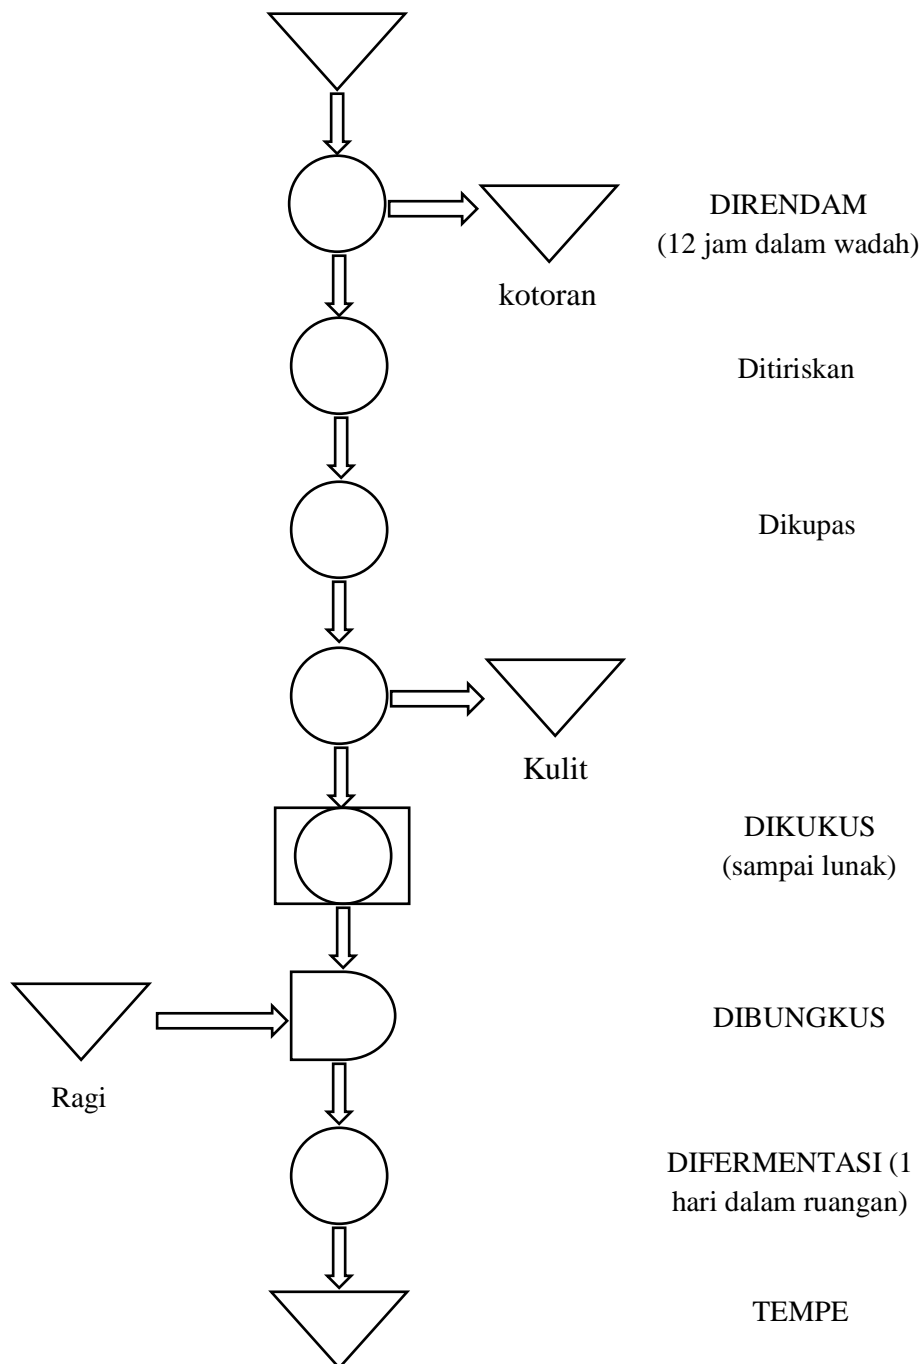 DIRENDAM
(12 jam dalam wadah)
kotoran
Ditiriskan
Dikupas
Kulit
DIKUKUS
(sampai lunak)
DIBUNGKUS
Ragi
DIFERMENTASI (1
hari dalam ruangan)
TEMPE